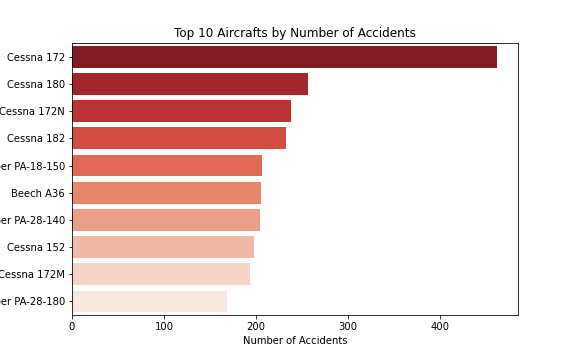 Top 10 Aircrafts by Number of Accidents
Cessna 172
Cessna 180
Cessna 172N
Cessna 182
er PA-18-150
Beech A36
er PA-28-140
Cessna 152
Cessna 172M
er PA-28-180
0 100 200 300 400
Number of Accidents